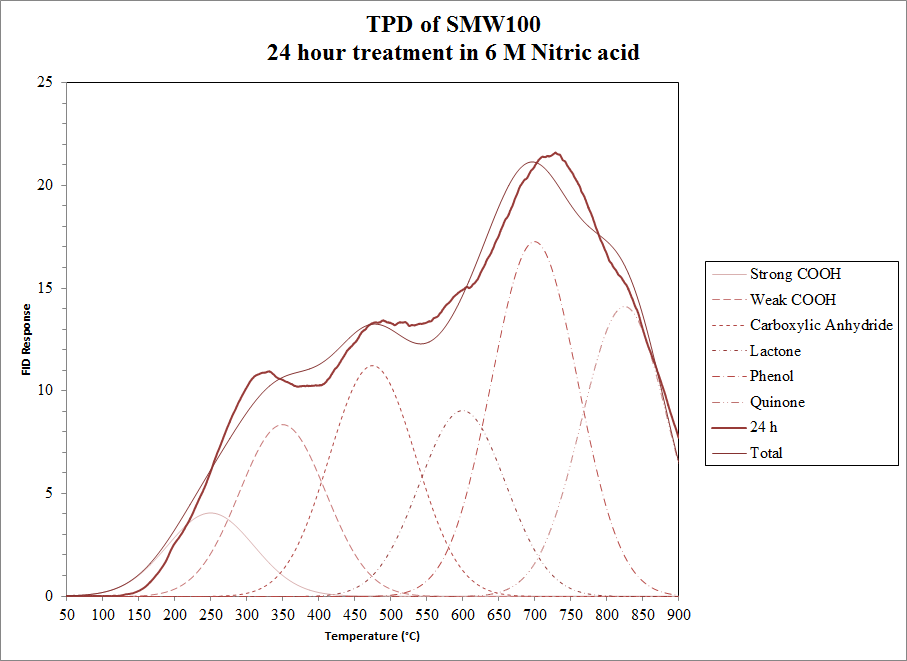 TPD of SMW100
24 hour treatment in 6 M Nitric acid
25
20
15
10
5
0
FID Response
50 100 150 200 250 300 350 400 450 500 550 600 650 700 750 800 850 900
Temperature (°C)
Strong COOH
Weak COOH
Carboxylic Anhydride
Lactone
Phenol
Quinone
24 h
Total